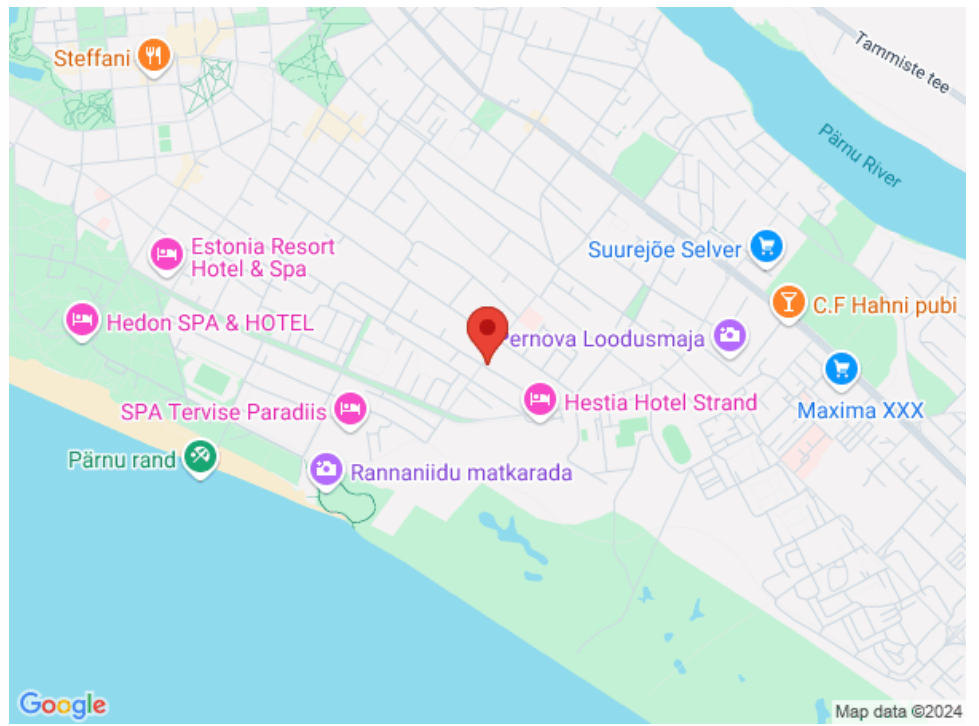 Steffani
Tammiste tee
Pärnu River
Estonia Resort
Hotel & Spa
Suurejõe Selver
Hedon SPA & HOTEL
C.F Hahni pubi
ernova Loodusmaja
SPA Tervise Paradiis
Hestia Hotel Strand
Maxima XXX
Pärnu rand
Rannaniidu matkarada
Google
Map data ©2024